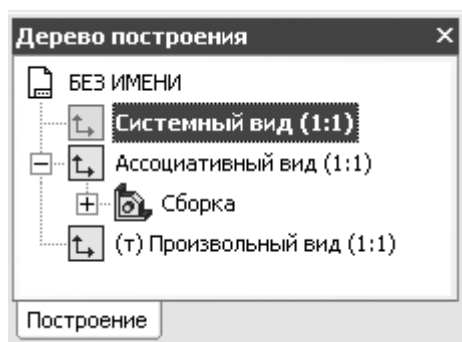 Дерево построения
БЕЗ ИМЕНИ
Системный вид (1:1)
Ассоциативный вид (1:1)
Сборка
(т) Произвольный вид (1:1)
Построение